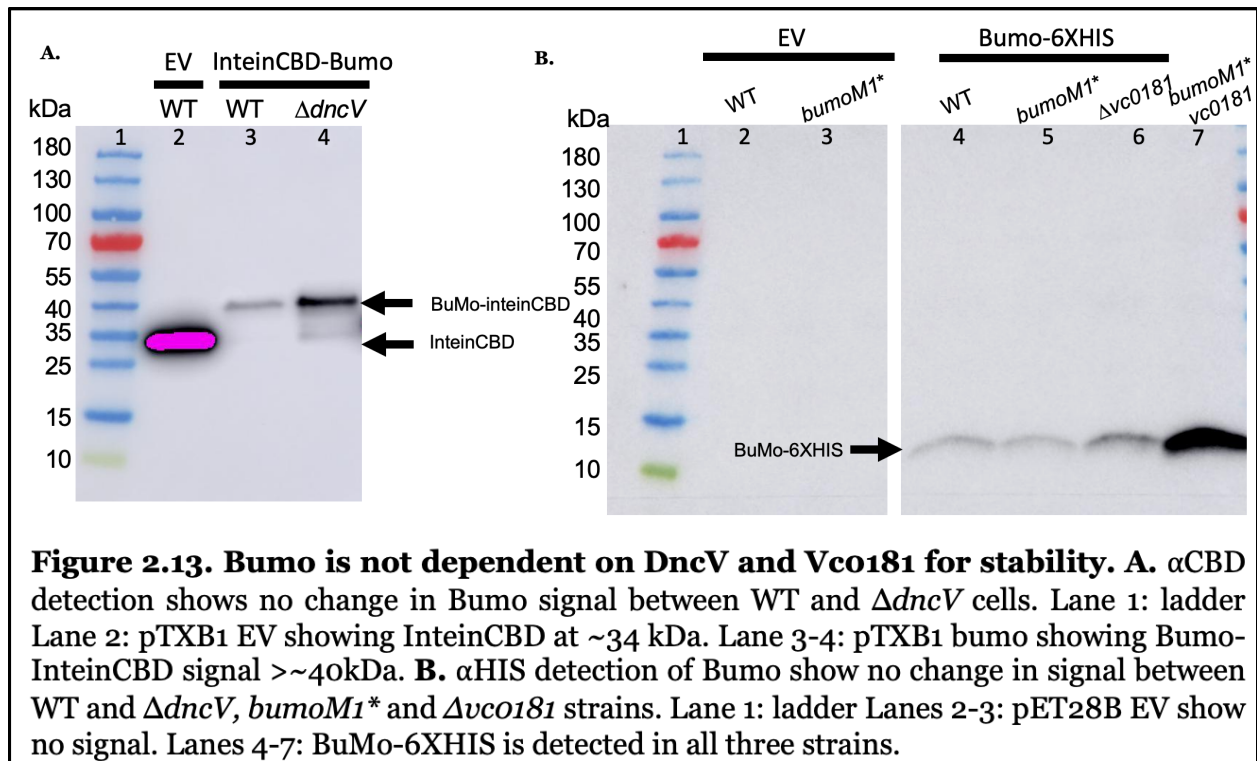 A.
EV InteinCBD-Bumo
WT WT ΔdncV
kDa
1 2 3 4
180
130
100
70
55
40
35
25
15
10
BuMo-inteinCBD
InteinCBD
B.
EV Bumo-6XHIS
WT bumoM1* WT bumoM1* Δvc0181 bumoM1* vc0181
kDa
1 2 3 4 5 6 7
180
130
100
70
55
40
35
25
15
10
BuMo-6XHIS
Figure 2.13. Bumo is not dependent on DncV and Vc0181 for stability. A. αCBD
detection shows no change in Bumo signal between WT and ΔdncV cells. Lane 1: ladder
Lane 2: pTXB1 EV showing InteinCBD at ~34 kDa. Lane 3-4: pTXB1 bumo showing Bumo-
InteinCBD signal >~40kDa. B. αHIS detection of Bumo show no change in signal between
WT and ΔdncV, bumoM1* and Δvc0181 strains. Lane 1: ladder Lanes 2-3: pET28B EV show
no signal. Lanes 4-7: BuMo-6XHIS is detected in all three strains.